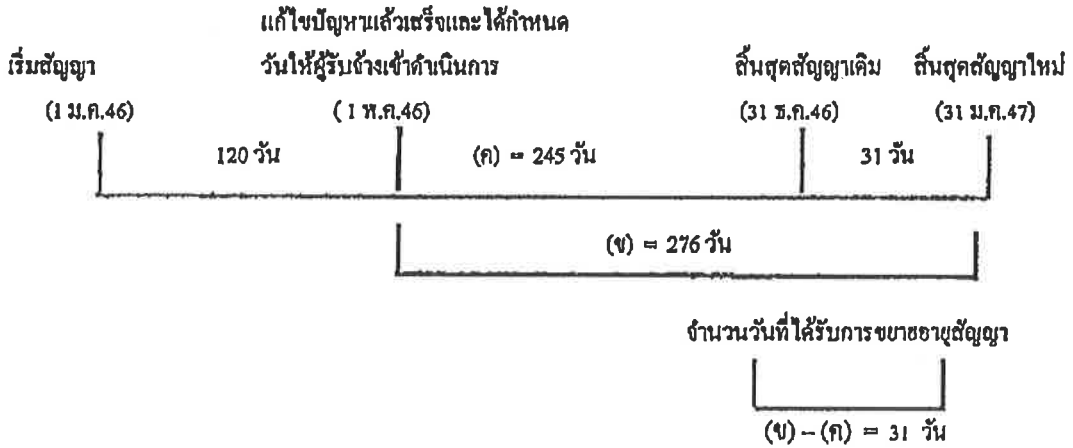 แก้ไขปัญหาแล้วเสร็จและได้กำหนด
เริ่มสัญญา วันให้ผู้รับจ้างเข้าดำเนินการ สิ้นสุดสัญญาเดิม สิ้นสุดสัญญาใหม่
(1 ม.ค.46) (1 พ.ค.46) (31 ธ.ค.46) (31 ม.ค.47)
120 วัน (ค) = 245 วัน 31 วัน
(ข) = 276 วัน
จำนวนวันที่ได้รับการขยายอายุสัญญา
(ข) – (ค) = 31 วัน